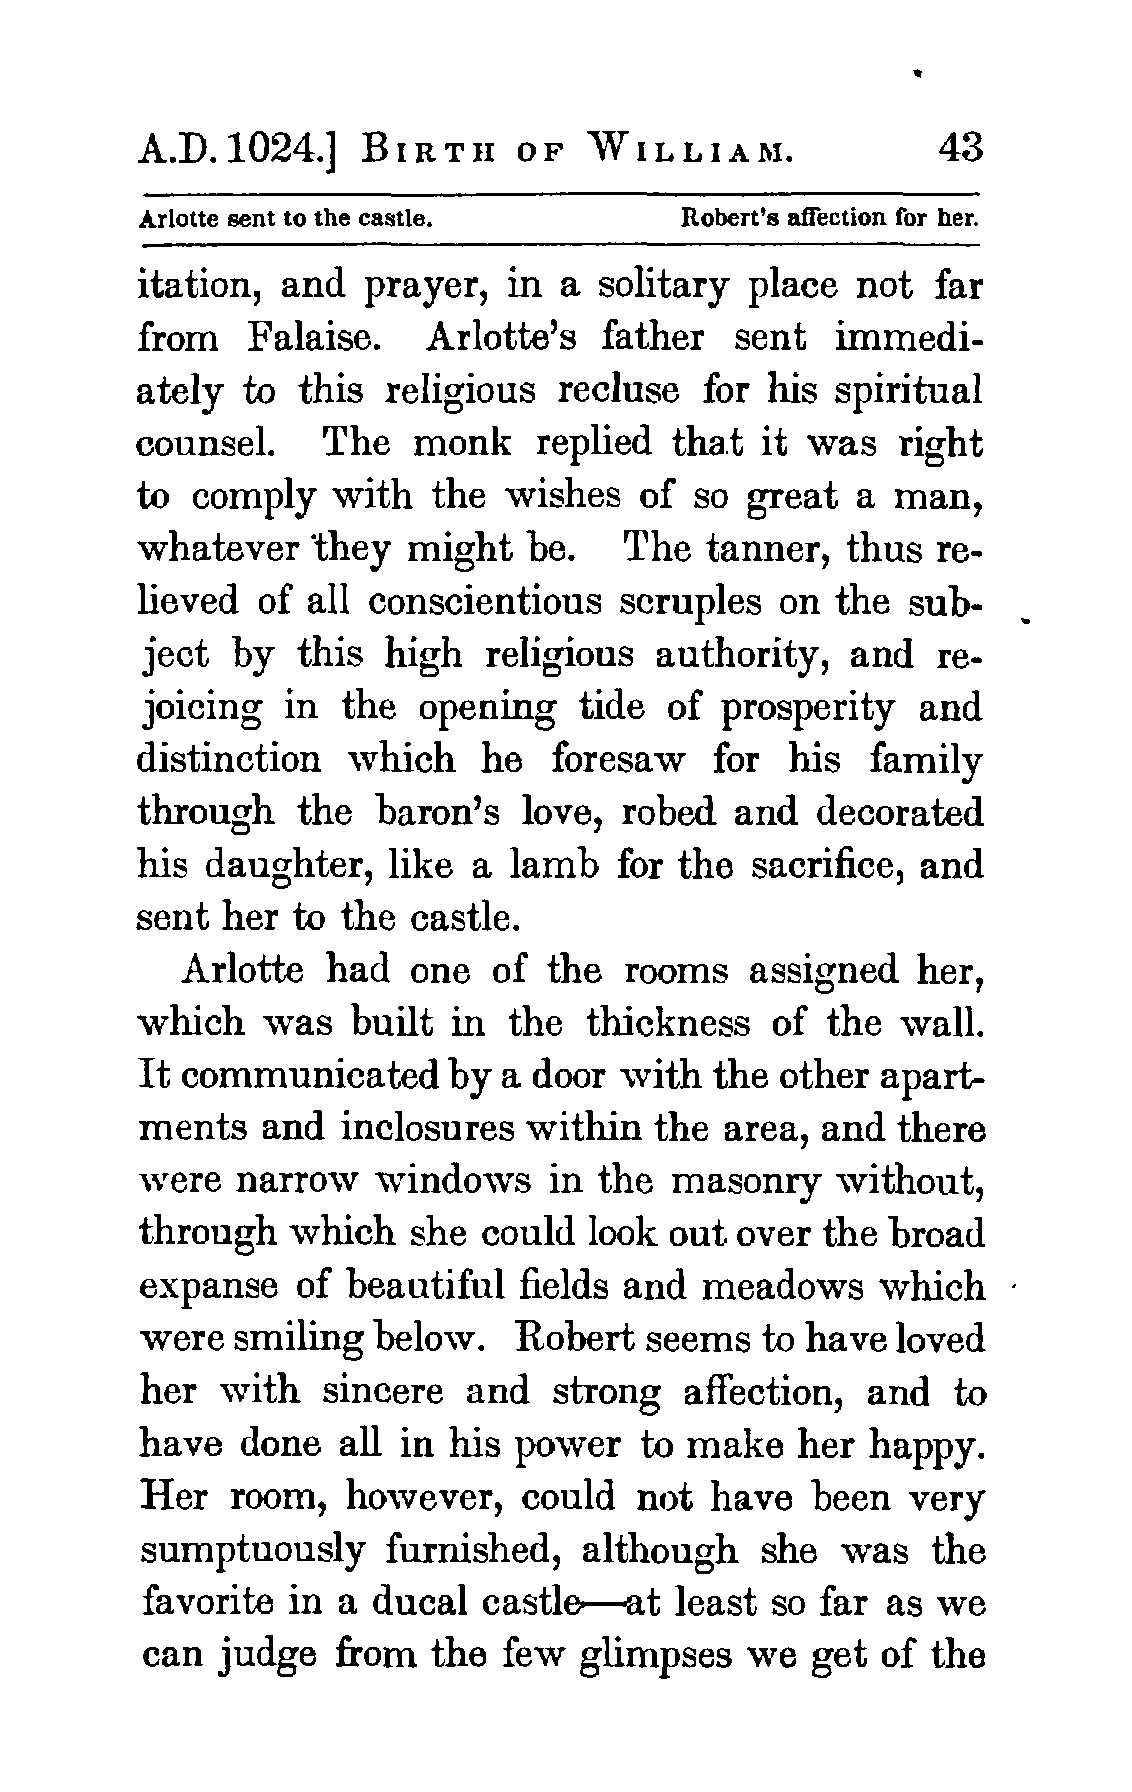 A.D. 1024.] BIRTH OF WILLIAM. 43
Arlotte sent to the castle. Robert's affection for her.
itation, and prayer, in a solitary place not far
from Falaise. Arlotte's father sent immedi-
ately to this religious recluse for his spiritual
counsel. The monk replied that it was right
to comply with the wishes of so great a man,
whatever they might be. The tanner, thus re-
lieved of all conscientious scruples on the sub-
ject by this high religious authority, and re-
joicing in the opening tide of prosperity and
distinction which he foresaw for his family
through the baron's love, robed and decorated
his daughter, like a lamb for the sacrifice, and
sent her to the castle.
Arlotte had one of the rooms assigned her,
which was built in the thickness of the wall.
It communicated by a door with the other apart-
ments and inclosures within the area, and there
were narrow windows in the masonry without,
through which she could look out over the broad
expanse of beautiful fields and meadows which
were smiling below. Robert seems to have loved
her with sincere and strong affection, and to
have done all in his power to make her happy.
Her room, however, could not have been very
sumptuously furnished, although she was the
favorite in a ducal castle—at least so far as we
can judge from the few glimpses we get of the